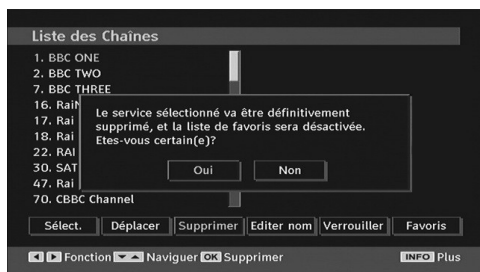 Liste des Chaînes
1. BBC ONE
2. BBC TWO
7. BBC THREE
16. Rai
17. Rai
18. Rai
22. RAI
30. SAT
47. Rai
70. CBBC Channel
Le service sélectionné va être définitivement
supprimé, et la liste de favoris sera désactivée.
Etes-vous certain(e)?
Oui Non
Sélect. Déplacer Supprimer Editer nom Verrouiller Favoris
Fonction Naviguer OK Supprimer INFO Plus